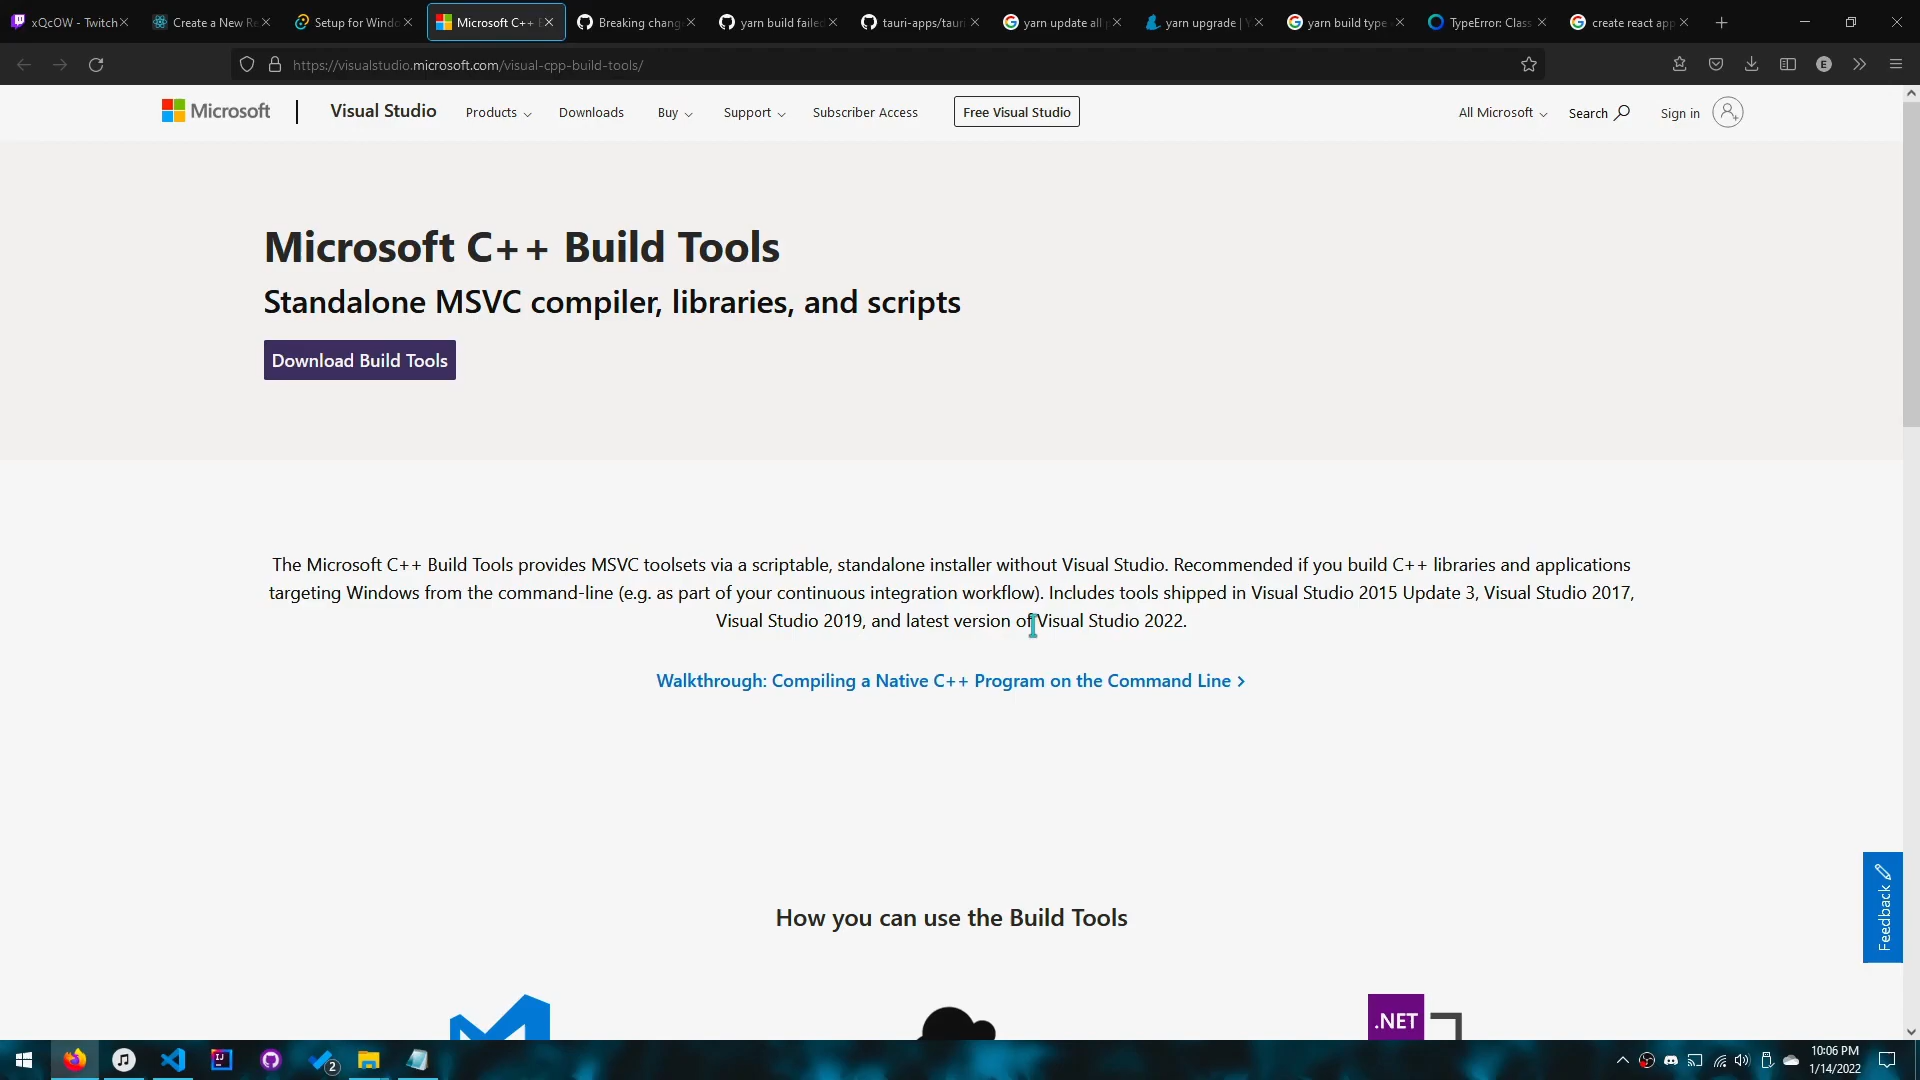 xQcOW - Twitch
Create a New Re
Setup for Windo
Microsoft C++ B
Breaking chang
yarn build failed
tauri-apps/tauri
yarn update all p
yarn upgrade | Y
yarn build type e
TypeError: Class
create react app
https://visualstudio.microsoft.com/visual-cpp-build-tools/
E
Microsoft
Visual Studio
Products
Downloads
Buy
Support
Subscriber Access
Free Visual Studio
All Microsoft
Search
Sign in
Microsoft C++ Build Tools
Standalone MSVC compiler, libraries, and scripts
Download Build Tools
The Microsoft C++ Build Tools provides MSVC toolsets via a scriptable, standalone installer without Visual Studio. Recommended if you build C++ libraries and applications
targeting Windows from the command-line (e.g. as part of your continuous integration workflow). Includes tools shipped in Visual Studio 2015 Update 3, Visual Studio 2017,
Visual Studio 2019, and latest version of Visual Studio 2022.
Walkthrough: Compiling a Native C++ Program on the Command Line
Feedback
How you can use the Build Tools
.NET
IJ
2
10:06 PM
1/14/2022